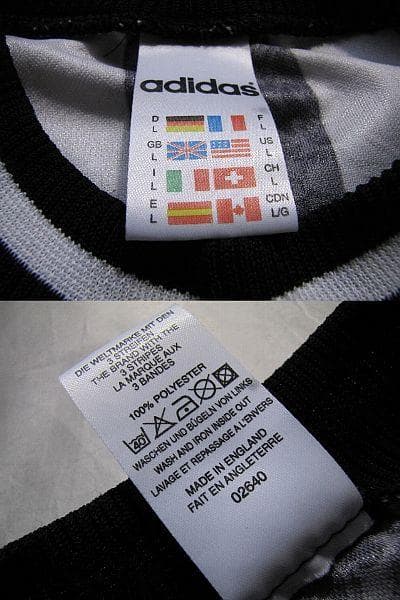 adidas
D L F L
GB L US L
I L CH L
E L CDN L/G
DIE WELTMARKE MIT DEN
3 STREIFEN
THE BRAND WITH THE
3 STRIPES
LA MARQUE AUX
3 BANDES
100% POLYESTER
40
WASCHEN UND BÜGELN VON LINKS
WASH AND IRON INSIDE OUT
LAVAGE ET REPASSAGE A L'ENVERS
MADE IN ENGLAND
FAIT EN ANGLETERRE
02640